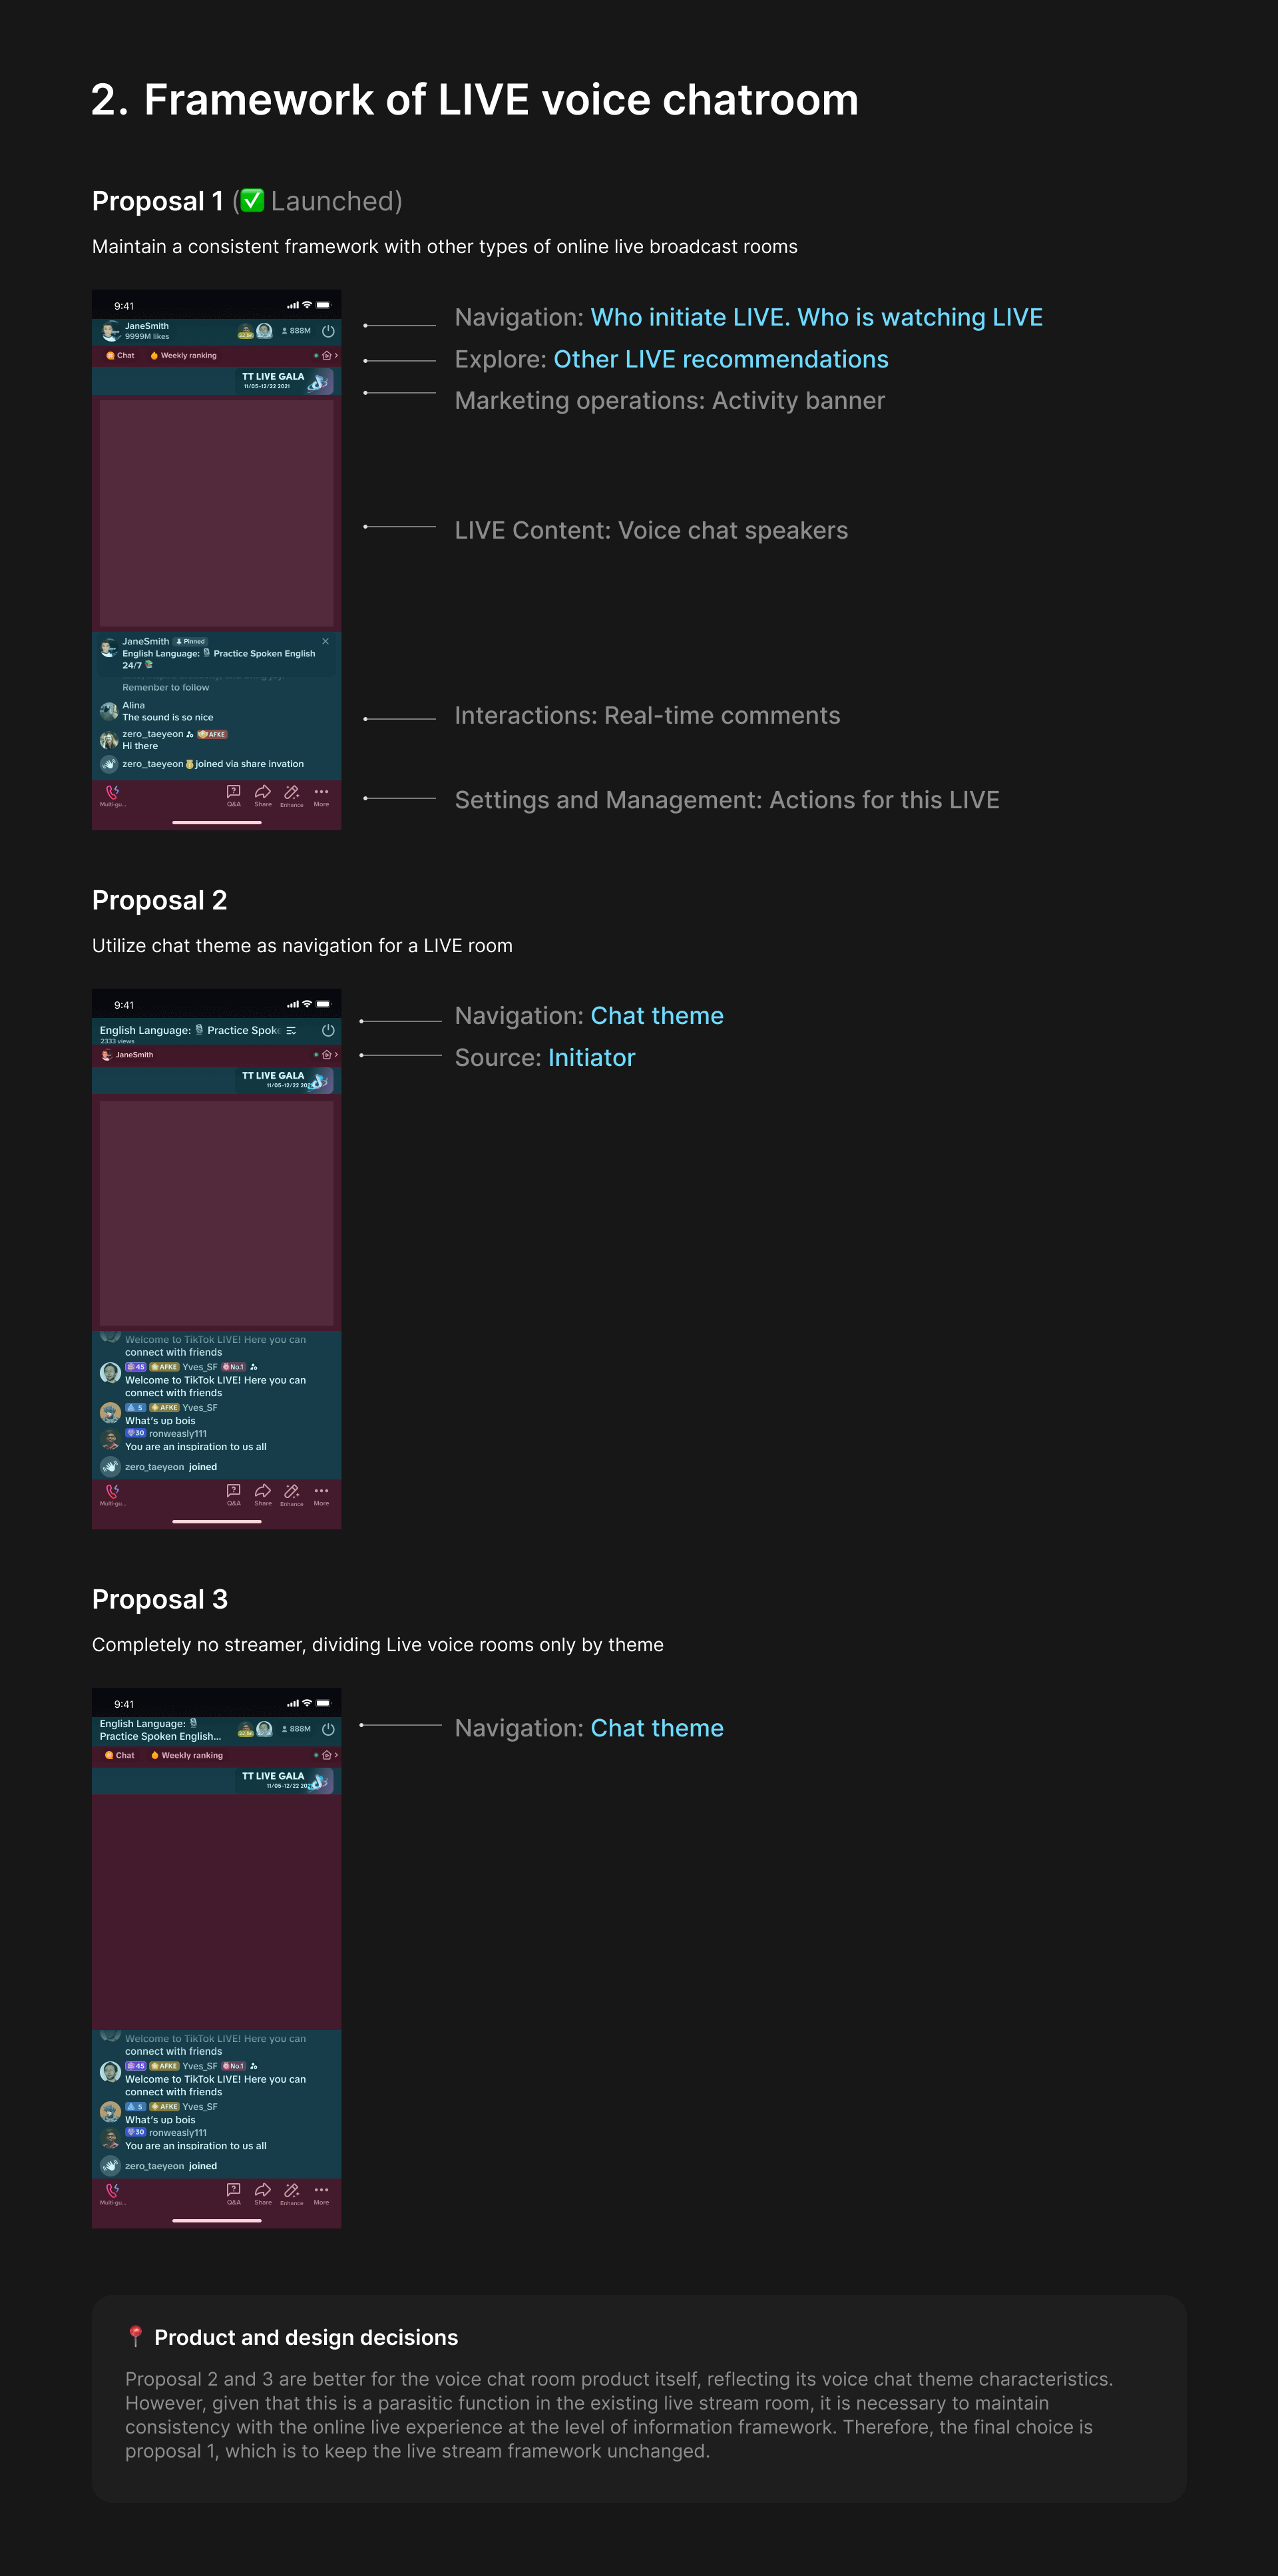 2. Framework of LIVE voice chatroom
Proposal 1 (✅ Launched)
Maintain a consistent framework with other types of online live broadcast rooms
9:41
JaneSmith
9999M likes
888M
Chat
Weekly ranking
TT LIVE GALA
11/05-12/22 2021
Navigation: Who initiate LIVE. Who is watching LIVE
Explore: Other LIVE recommendations
Marketing operations: Activity banner
LIVE Content: Voice chat speakers
JaneSmith Pinned
English Language: 🎙 Practice Spoken English
24/7
Remenber to follow
Alina
The sound is so nice
zero_taeyeon AFKE
Hi there
zero_taeyeon joined via share invation
Interactions: Real-time comments
Multi-gu...
Q&A
Share
Enhance
More
Settings and Management: Actions for this LIVE
Proposal 2
Utilize chat theme as navigation for a LIVE room
9:41
English Language: 🎙 Practice Spoke
2333 views
JaneSmith
TT LIVE GALA
11/05-12/22 202
Navigation: Chat theme
Source: Initiator
Welcome to TikTok LIVE! Here you can
connect with friends
45 AFKE Yves_SF No.1
Welcome to TikTok LIVE! Here you can
connect with friends
5 AFKE Yves_SF
What's up bois
30 ronweasly111
You are an inspiration to us all
zero_taeyeon joined
Multi-gu...
Q&A
Share
Enhance
More
Proposal 3
Completely no streamer, dividing Live voice rooms only by theme
9:41
English Language: 🎙
Practice Spoken English...
888M
Chat
Weekly ranking
TT LIVE GALA
11/05-12/22 202
Navigation: Chat theme
Welcome to TikTok LIVE! Here you can
connect with friends
45 AFKE Yves_SF No.1
Welcome to TikTok LIVE! Here you can
connect with friends
5 AFKE Yves_SF
What's up bois
30 ronweasly111
You are an inspiration to us all
zero_taeyeon joined
Multi-gu...
Q&A
Share
Enhance
More
📍 Product and design decisions
Proposal 2 and 3 are better for the voice chat room product itself, reflecting its voice chat theme characteristics.
However, given that this is a parasitic function in the existing live stream room, it is necessary to maintain
consistency with the online live experience at the level of information framework. Therefore, the final choice is
proposal 1, which is to keep the live stream framework unchanged.